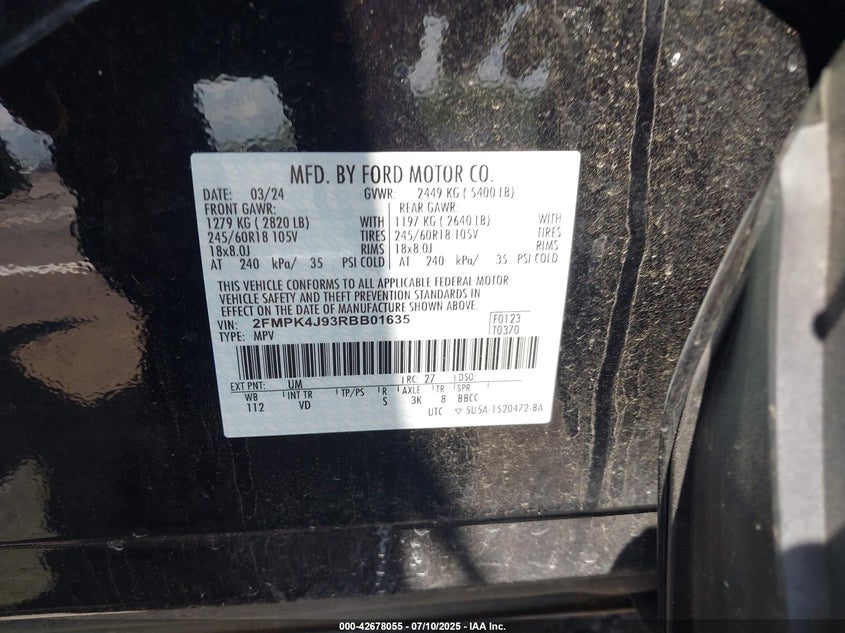 MFD. BY FORD MOTOR CO.
DATE: 03/24 GVWR: 2449 KG ( 5400 LB)
FRONT GAWR: REAR GAWR:
1279 KG ( 2820 LB) WITH 1197 KG ( 2640 LB) WITH
245/60R18 105V TIRES 245/60R18 105V TIRES
18x8.0J RIMS 18x8.0J RIMS
AT 240 kPa/ 35 PSI COLD AT 240 kPa/ 35 PSI COLD
THIS VEHICLE CONFORMS TO ALL APPLICABLE FEDERAL MOTOR
VEHICLE SAFETY AND THEFT PREVENTION STANDARDS IN
EFFECT ON THE DATE OF MANUFACTURE SHOWN ABOVE.
VIN: 2FMPK4J93RBB01635 F0123
TYPE: MPV T0370
EXT PNT: UM RC: 27 DSO:
WB INT TR TP/PS R AXLE TR SPR
112 VD S 3K 8 BBCC
UTC ▽ 5U5A-1520472-BA
000-42678055 - 07/10/2025 - IAA Inc.